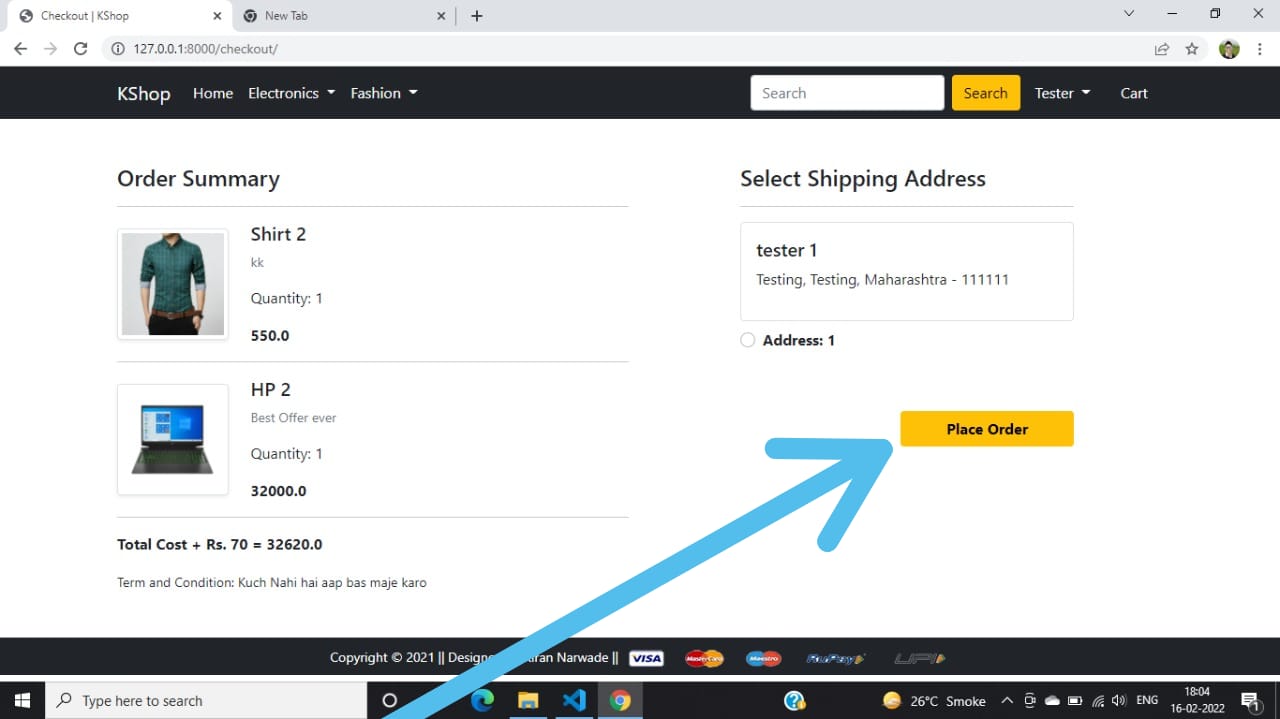 Checkout | KShop
New Tab
127.0.0.1:8000/checkout/
KShop Home Electronics Fashion Search Search Tester Cart
Order Summary
Shirt 2
kk
Quantity: 1
550.0
HP 2
Best Offer ever
Quantity: 1
32000.0
Total Cost + Rs. 70 = 32620.0
Term and Condition: Kuch Nahi hai aap bas maje karo
Select Shipping Address
tester 1
Testing, Testing, Maharashtra - 111111
Address: 1
Place Order
Copyright © 2021 || Narwade || VISA MasterCard Maestro RuPay UPI
Type here to search
26°C Smoke ENG 18:04
16-02-2022
1